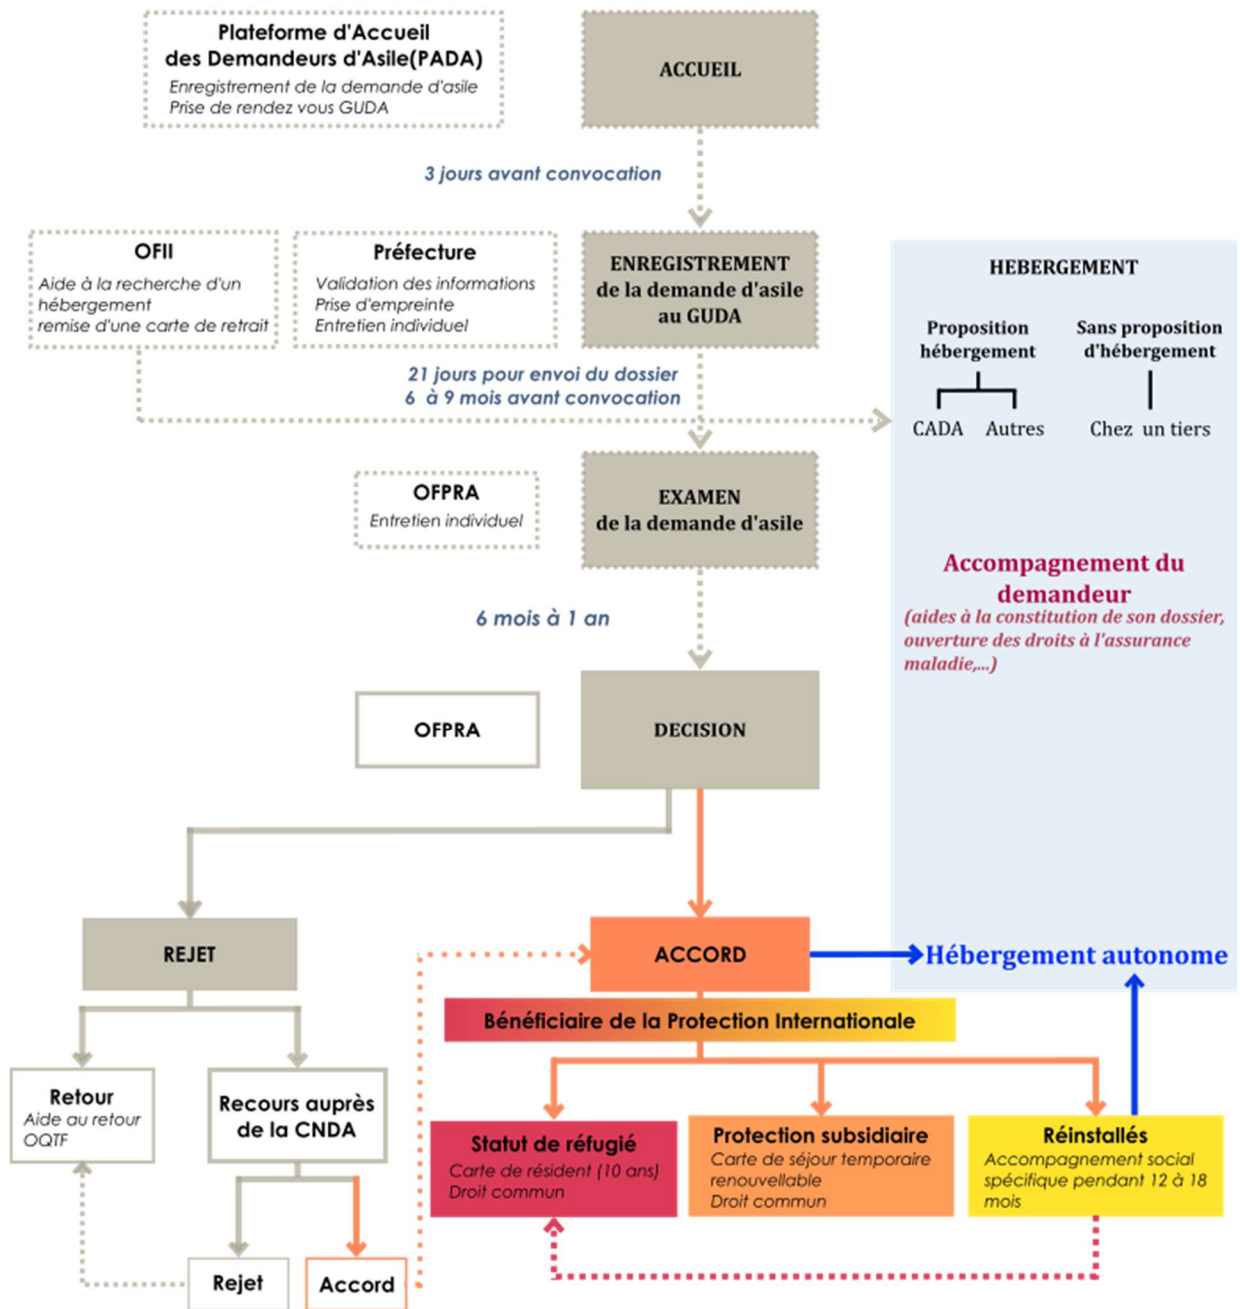 Plateforme d'Accueil
des Demandeurs d'Asile(PADA)
Enregistrement de la demande d'asile
Prise de rendez vous GUDA
ACCUEIL
3 jours avant convocation
OFII
Aide à la recherche d'un
hébergement
remise d'une carte de retrait
Préfecture
Validation des informations
Prise d'empreinte
Entretien individuel
ENREGISTREMENT
de la demande d'asile
au GUDA
HEBERGEMENT
Proposition
hébergement
Sans proposition
d'hébergement
CADA
Autres
Chez un tiers
21 jours pour envoi du dossier
6 à 9 mois avant convocation
OFPRA
Entretien individuel
EXAMEN
de la demande d'asile
Accompagnement du
demandeur
(aides à la constitution de son dossier,
ouverture des droits à l'assurance
maladie,...)
6 mois à 1 an
OFPRA
DÉCISION
REJET
ACCORD
Hébergement autonome
Bénéficiaire de la Protection Internationale
Retour
Aide au retour
OQTF
Recours auprès
de la CNDA
Statut de réfugié
Carte de résident (10 ans)
Droit commun
Protection subsidiaire
Carte de séjour temporaire
renouvellable
Droit commun
Réinstallés
Accompagnement social
spécifique pendant 12 à 18
mois
Rejet
Accord